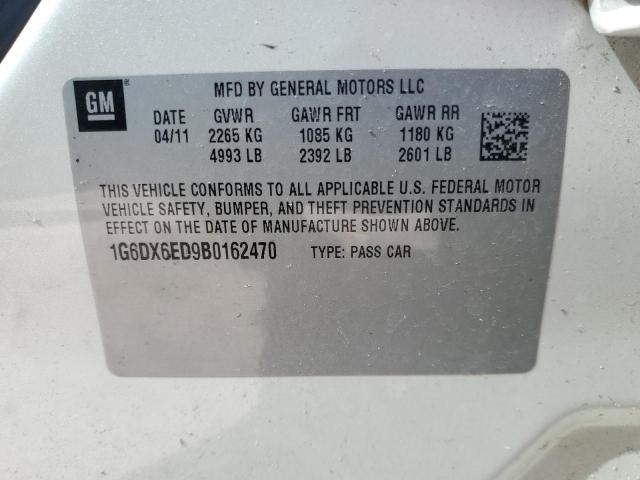 GM
MFD BY GENERAL MOTORS LLC
DATE GVWR GAWR FRT GAWR RR
04/11 2265 KG 1085 KG 1180 KG
4993 LB 2392 LB 2601 LB
THIS VEHICLE CONFORMS TO ALL APPLICABLE U.S. FEDERAL MOTOR
VEHICLE SAFETY, BUMPER, AND THEFT PREVENTION STANDARDS IN
EFFECT ON THE DATE OF MANUFACTURE SHOWN ABOVE.
1G6DX6ED9B0162470 TYPE: PASS CAR